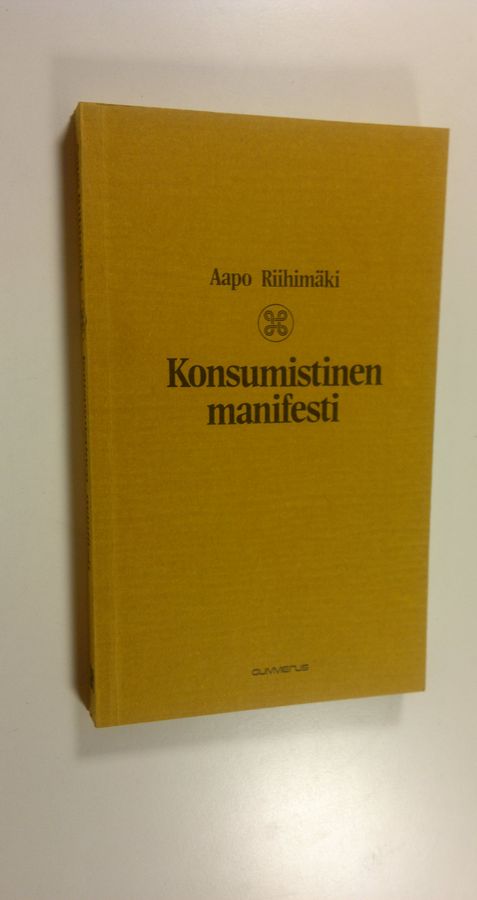 Aapo Riihimäki
Konsumistinen
manifesti
GUMMERUS